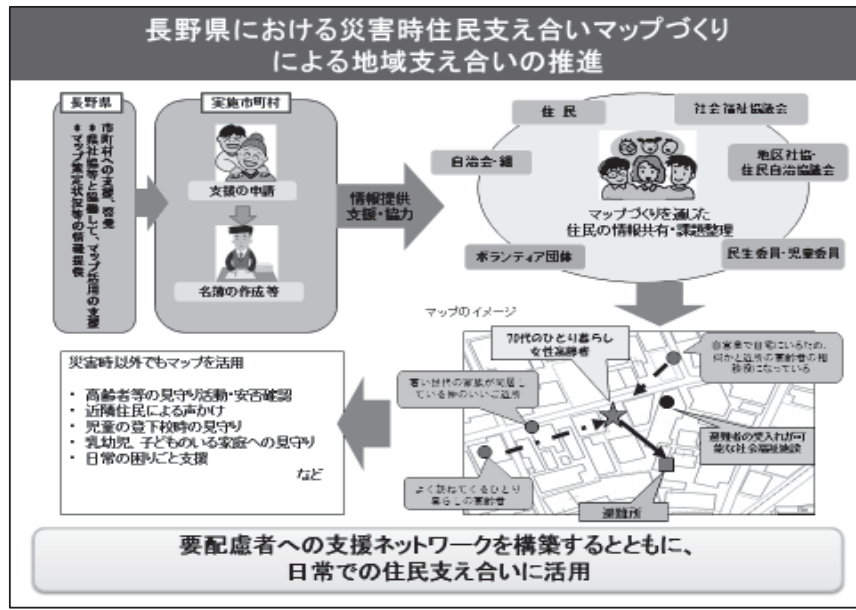 長野県における災害時住民支え合いマップづくり
による地域支え合いの推進
長野県
市町村への支援、啓発
*県社協等と協働して、マップ活用の支援
*マップ策定状況等の情報提供
実施市町村
支援の申請
名簿の作成等
情報提供
支援・協力
住民
社会福祉協議会
自治会・組
地区社協・
住民自治協議会
マップづくりを通じた
住民の情報共有・課題整理
ボランティア団体
民生委員・児童委員
マップのイメージ
70代のひとり暮らし
女性高齢者
自営業で自宅にいるため、
何かと近所の高齢者の相
談役になっている
若い世代の家族が同居し
ている仲のいいご近所
避難者の受入れが可
能な社会福祉施設
よく訪ねてくるひとり
暮らしの高齢者
避難所
災害時以外でもマップを活用
・ 高齢者等の見守り活動・安否確認
・ 近隣住民による声かけ
・ 児童の登下校時の見守り
・ 乳幼児、子どものいる家庭への見守り
・ 日常の困りごと支援
など
要配慮者への支援ネットワークを構築するとともに、
日常での住民支え合いに活用